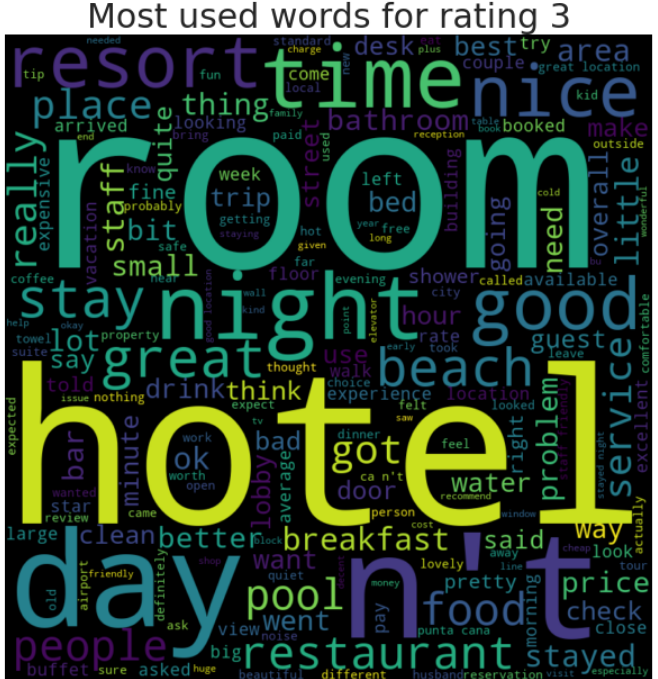 Most used words for rating 3
needed charge standard new eat plus desk best try area
resort time nice couple great location
tip fun come local kid
place thing looking family bathroom booked make
arrived quite street paid used reception table book outside
end bring
room
really expensive staff know week left building going need cold overall little wonderful
vacation fine probably trip bed
bit safe getting staying hot year free given long
small floor far shower called available
coffee near evening city
stay night good
good location wall kind point elevator hour
help okay property rate guest comfortable
towel lot great use early took leave
suite say thought walk beach service
told drink think choice experience location
expected issue nothing expect felt looked
hotel
bar minute work bad tv dinner got saw feel right problem staff friendly stayed night excellent
wanted ok ca n't
star worth open lobby average door water recommend
review came person cost window actually
large clean better breakfast said way
day n't
block want lovely away line cheap look
airport friendly shop quiet decent pretty tour
old definitely pool money pay food morning price
ask view went check
noise punta cana close
people big restaurant stayed
buffet sure asked huge beautiful different husband reservation visit especially